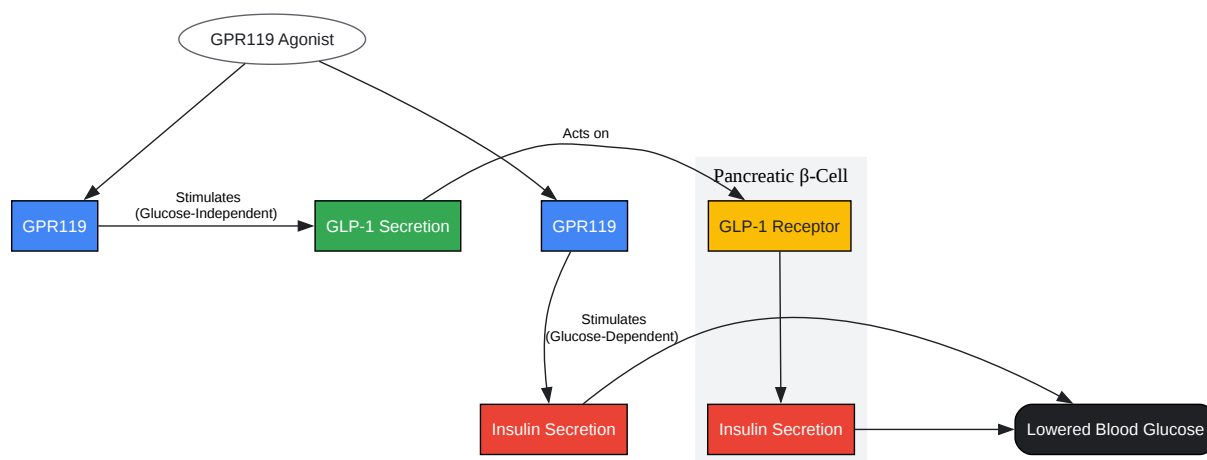 GPR119 Agonist
Acts on
Pancreatic β-Cell
Stimulates
(Glucose-Independent)
GPR119
GLP-1 Secretion
GPR119
GLP-1 Receptor
Stimulates
(Glucose-Dependent)
Insulin Secretion
Insulin Secretion
Lowered Blood Glucose